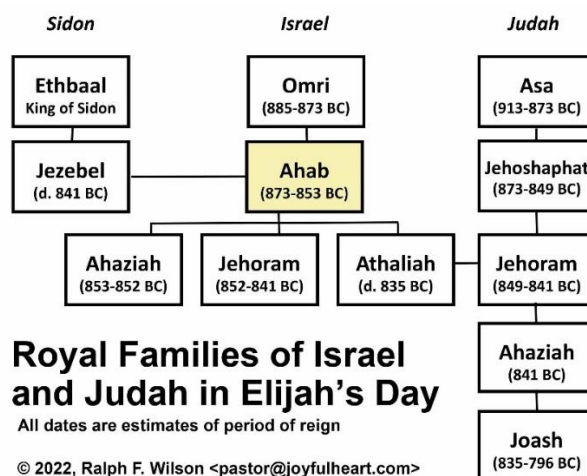 Sidon
Israel
Judah
Ethbaal
King of Sidon
Omri
(885-873 BC)
Asa
(913-873 BC)
Jezebel
(d. 841 BC)
Ahab
(873-853 BC)
Jehoshaphat
(873-849 BC)
Ahaziah
(853-852 BC)
Jehoram
(852-841 BC)
Athaliah
(d. 835 BC)
Jehoram
(849-841 BC)
Ahaziah
(841 BC)
Joash
(835-796 BC)
Royal Families of Israel
and Judah in Elijah's Day
All dates are estimates of period of reign
© 2022, Ralph F. Wilson <pastor@joyfulheart.com>